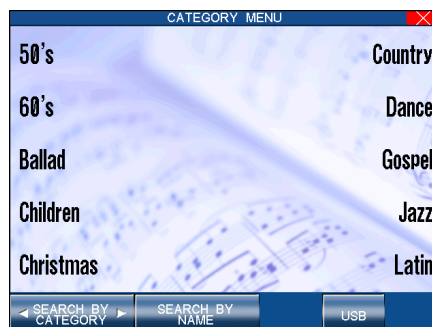 CATEGORY MENU
50's Country
60's Dance
Ballad Gospel
Children Jazz
Christmas Latin
SEARCH BY CATEGORY
SEARCH BY NAME
USB